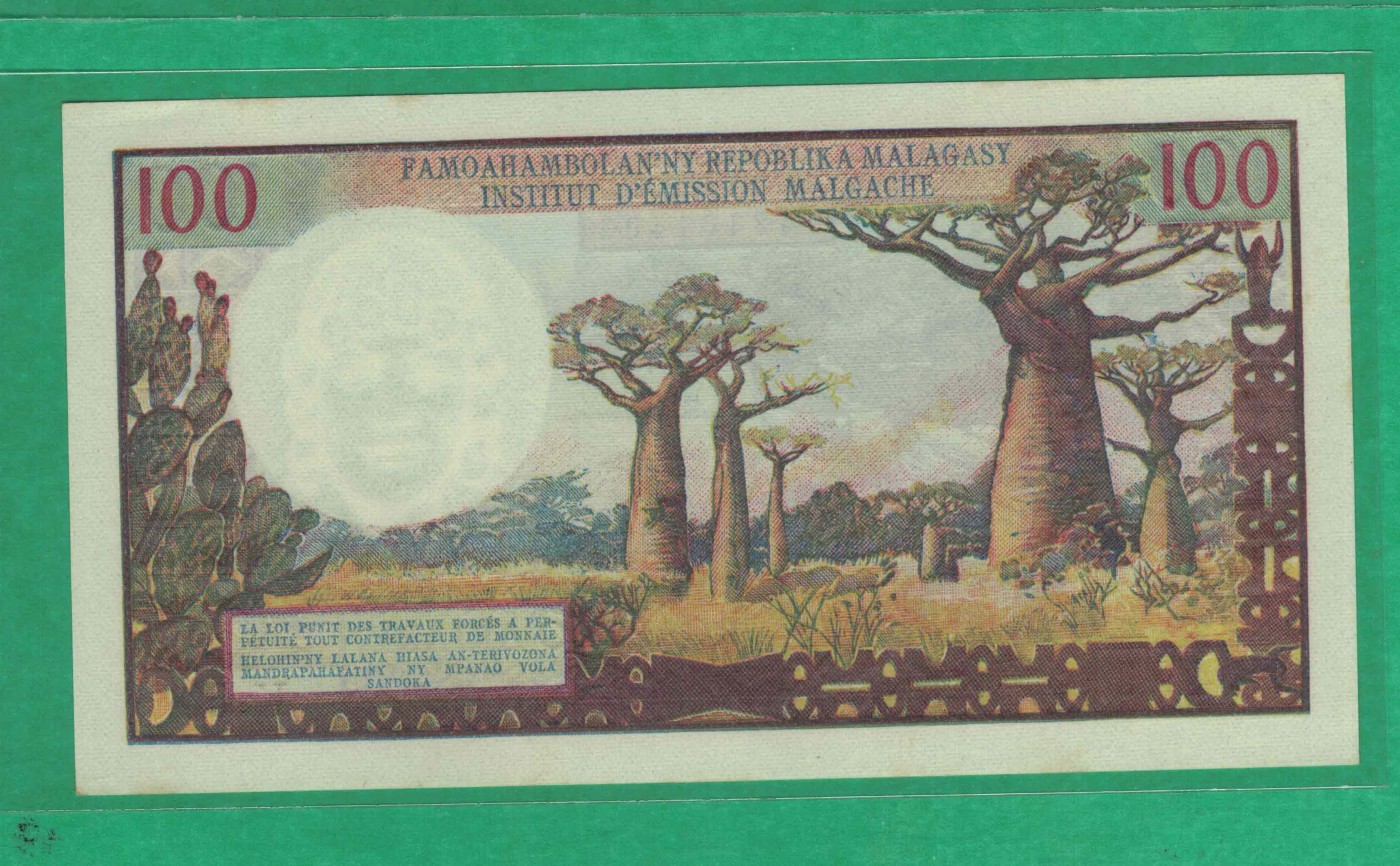 100
FAMOAHAMBOLAN'NY REPOBLIKA MALAGASY
INSTITUT D'ÉMISSION MALGACHE
100
LA LOI PUNIT DES TRAVAUX FORCÉS A PER-
PÉTUITÉ TOUT CONTREFACTEUR DE MONNAIE
HELOHIN'NY LALANA HIASA AN-TERIVOZONA
MANDRAPAHAFATINY NY MPANAO VOLA
SANDOKA